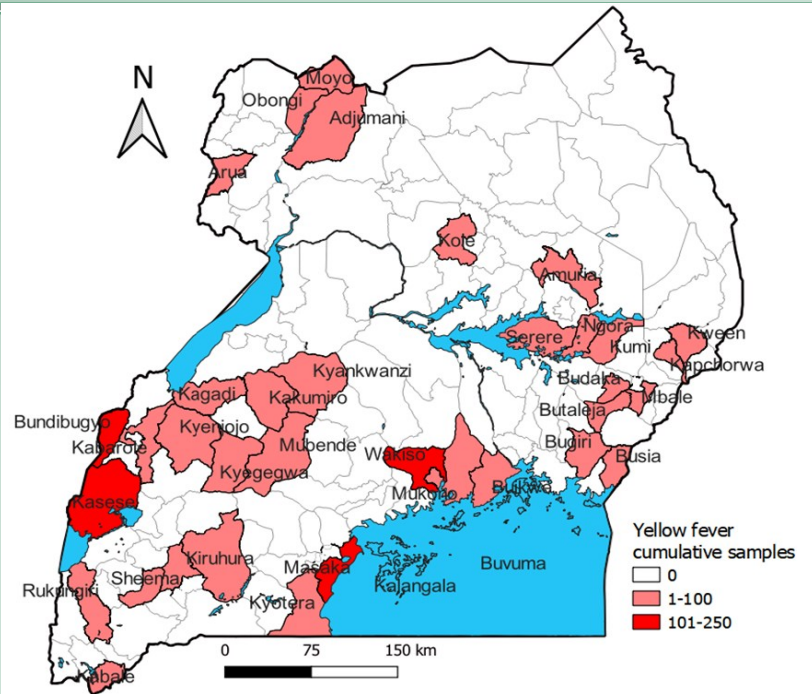 N
Moyo
Obongi
Adjumani
Arua
Kole
Amuria
Ngora
Serere
Kumi
Kween
Kapchorwa
Kyankwanzi
Kagadi
Kakumiro
Budaka
Mbale
Butaleja
Bundibugyo
Kabarole
Kyenjojo
Mubende
Bugiri
Busia
Wakiso
Kyegegwa
Mukono
Buikwe
Kasese
Yellow fever
cumulative samples
0
1-100
101-250
Kiruhura
Masaka
Buvuma
Sheema
Rukungiri
Kalangala
Kyotera
Kabale
0 75 150 km